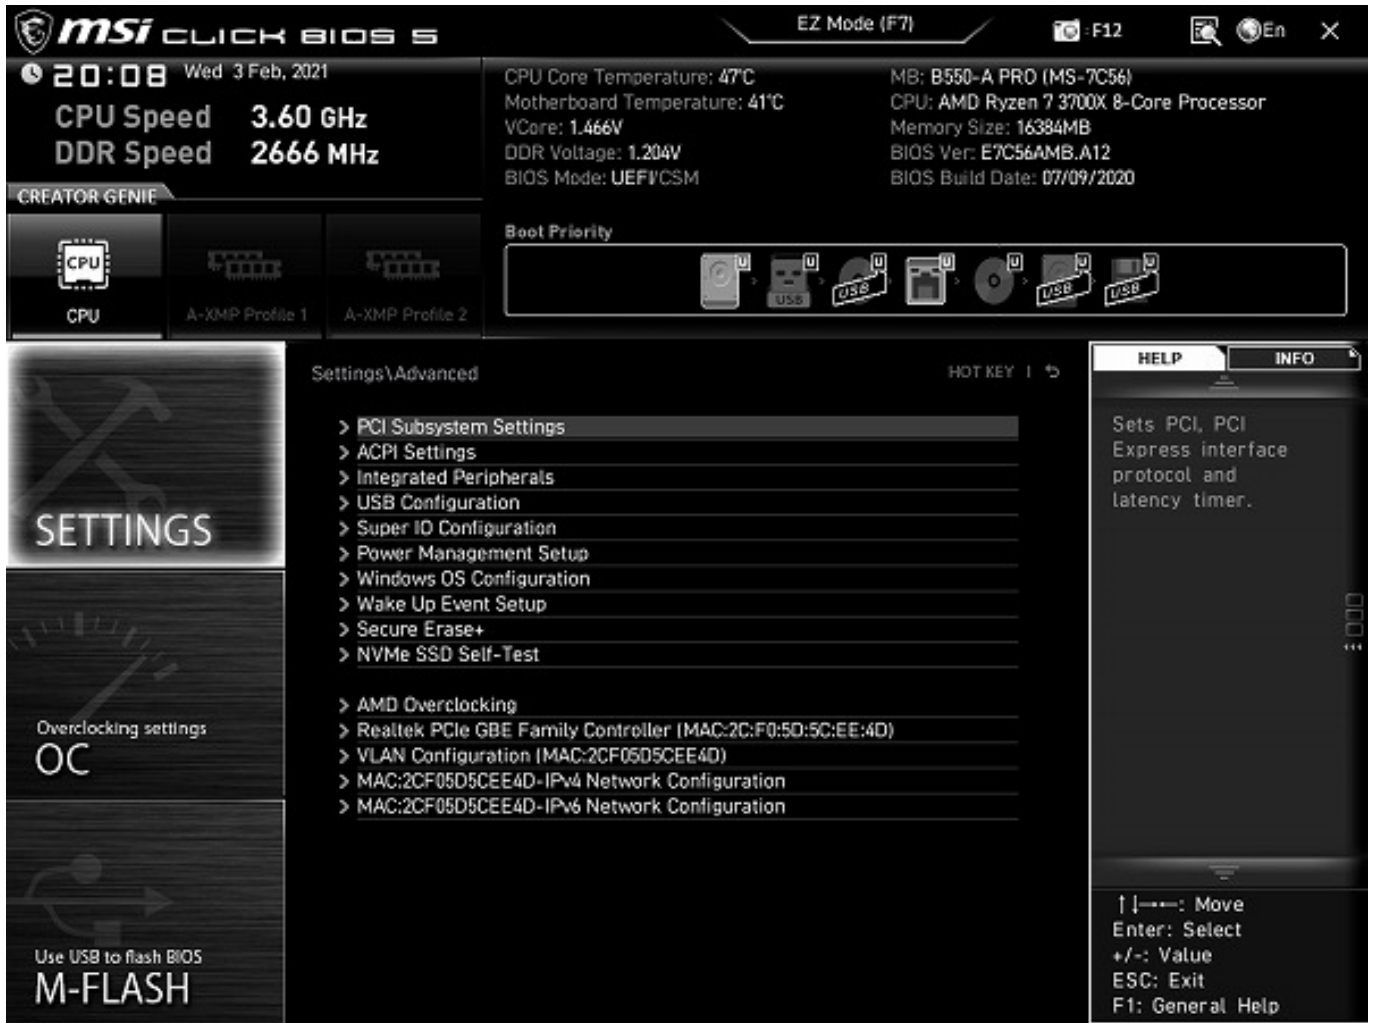 msi CLICK BIOS 5
EZ Mode (F7)
: F12
En
20:08 Wed 3 Feb, 2021
CPU Speed 3.60 GHz
DDR Speed 2666 MHz
CPU Core Temperature: 47°C
Motherboard Temperature: 41°C
VCore: 1.466V
DDR Voltage: 1.204V
BIOS Mode: UEFI/CSM
MB: B550-A PRO (MS-7C56)
CPU: AMD Ryzen 7 3700X 8-Core Processor
Memory Size: 16384MB
BIOS Ver: E7C56AMB.A12
BIOS Build Date: 07/09/2020
CREATOR GENIE
CPU
CPU
A-XMP Profile 1
A-XMP Profile 2
Boot Priority
U U U U U U U
USB USB USB USB
SETTINGS
Overclocking settings
OC
Use USB to flash BIOS
M-FLASH
Settings\Advanced
HOT KEY
> PCI Subsystem Settings
> ACPI Settings
> Integrated Peripherals
> USB Configuration
> Super IO Configuration
> Power Management Setup
> Windows OS Configuration
> Wake Up Event Setup
> Secure Erase+
> NVMe SSD Self-Test
> AMD Overclocking
> Realtek PCIe GBE Family Controller (MAC:2C:F0:5D:5C:EE:4D)
> VLAN Configuration (MAC:2CF05D5CEE4D)
> MAC:2CF05D5CEE4D-IPv4 Network Configuration
> MAC:2CF05D5CEE4D-IPv6 Network Configuration
HELP
INFO
Sets PCI, PCI
Express interface
protocol and
latency timer.
↑↓→←: Move
Enter: Select
+/-: Value
ESC: Exit
F1: General Help